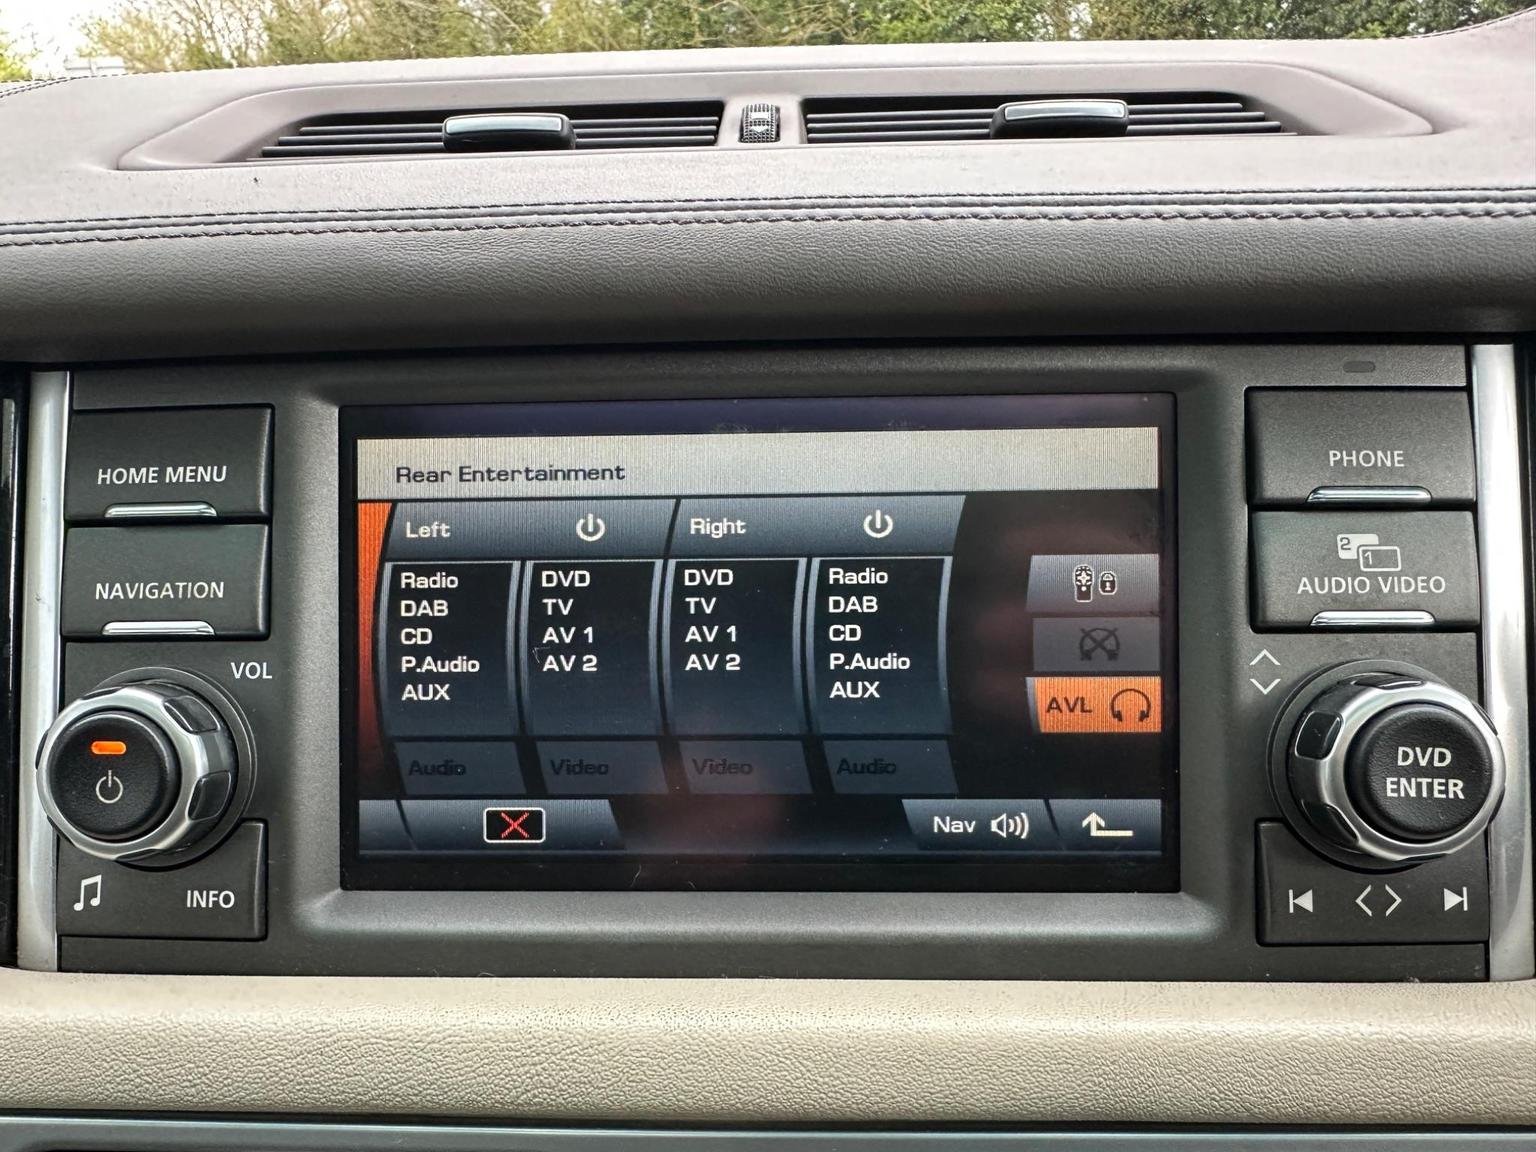 HOME MENU
NAVIGATION
VOL
INFO
Rear Entertainment
Left
Right
Radio
DAB
CD
P.Audio
AUX
Audio
DVD
TV
AV 1
AV 2
Video
DVD
TV
AV 1
AV 2
Video
Radio
DAB
CD
P.Audio
AUX
Audio
AVL
Nav
PHONE
2 1
AUDIO VIDEO
DVD
ENTER